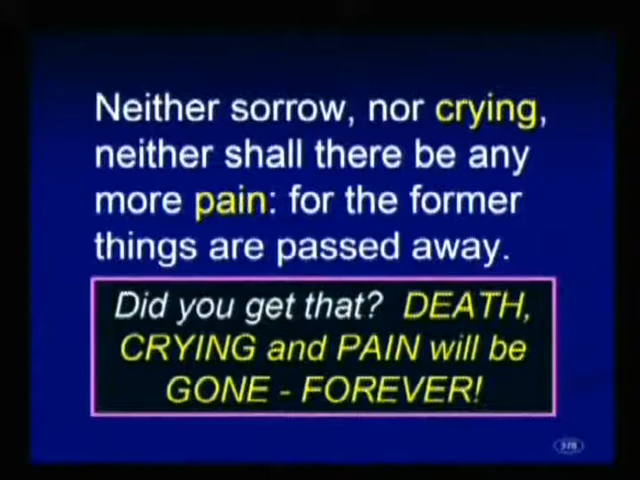 Neither sorrow, nor crying,
neither shall there be any
more pain: for the former
things are passed away.
Did you get that? DEATH,
CRYING and PAIN will be
GONE - FOREVER!